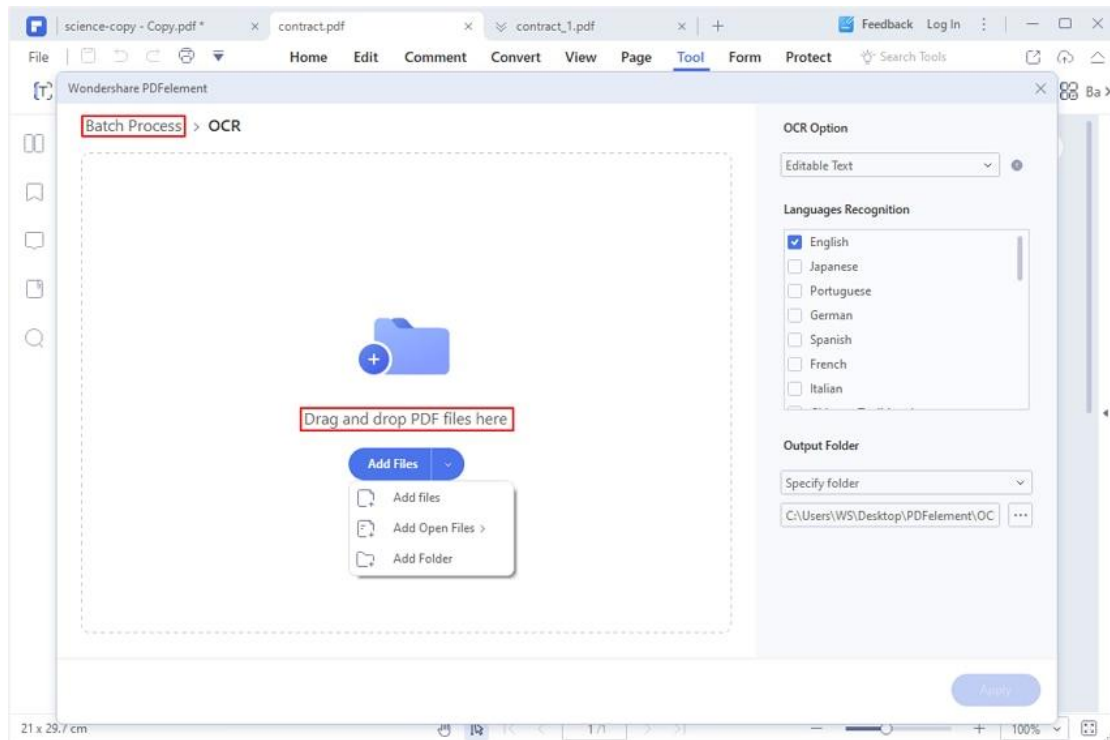 science-copy - Copy.pdf *
contract.pdf
contract_1.pdf
Feedback Log In
File Home Edit Comment Convert View Page Tool Form Protect Search Tools
Wondershare PDFelement
Ba
Batch Process > OCR
OCR Option
Editable Text
Languages Recognition
English
Japanese
Portuguese
German
Spanish
French
Italian
Drag and drop PDF files here
Add Files
Add files
Add Open Files >
Add Folder
Output Folder
Specify folder
C:\Users\WS\Desktop\PDFelement\OC
Apply
21 x 29.7 cm
1 /1
100%